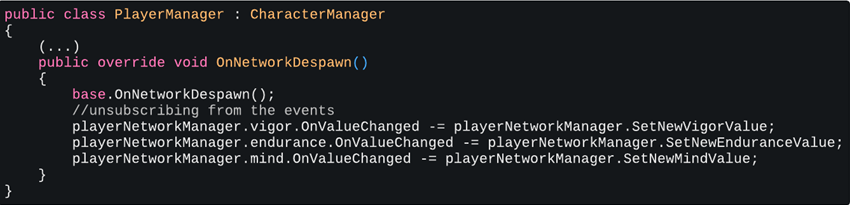 public class PlayerManager : CharacterManager
{
    (...)
    public override void OnNetworkDespawn()
    {
        base.OnNetworkDespawn();
        //unsubscribing from the events
        playerNetworkManager.vigor.OnValueChanged -= playerNetworkManager.SetNewVigorValue;
        playerNetworkManager.endurance.OnValueChanged -= playerNetworkManager.SetNewEnduranceValue;
        playerNetworkManager.mind.OnValueChanged -= playerNetworkManager.SetNewMindValue;
    }
}